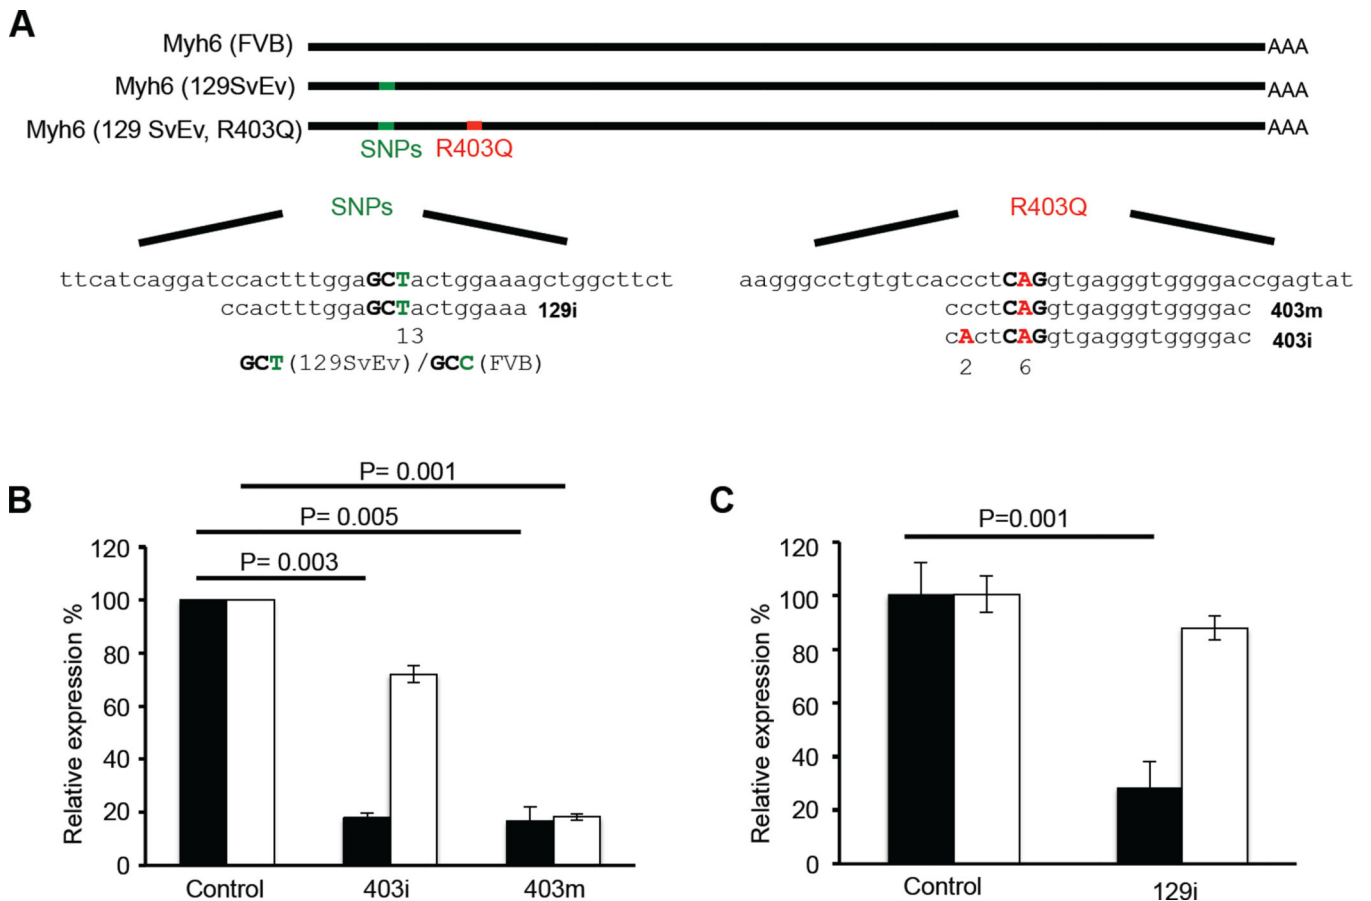 A
Myh6 (FVB)
AAA
Myh6 (129SvEv)
AAA
Myh6 (129 SvEv, R403Q)
AAA
SNPs
R403Q
SNPs
R403Q
ttcatcaggatccactttggaGCTactggaaagctggcttct
ccactttggaGCTactggaaa 129i
13
GCT(129SvEv)/GCC(FVB)
aagggcctgtgtcaccctCAGgtgagggtggggaccgagtat
ccctCAGgtgagggtggggac 403m
cActCAGgtgagggtggggac 403i
2 6
B
P= 0.001
P= 0.005
P= 0.003
Relative expression %
120
100
80
60
40
20
0
Control 403i 403m
C
P=0.001
Relative expression %
120
100
80
60
40
20
0
Control 129i